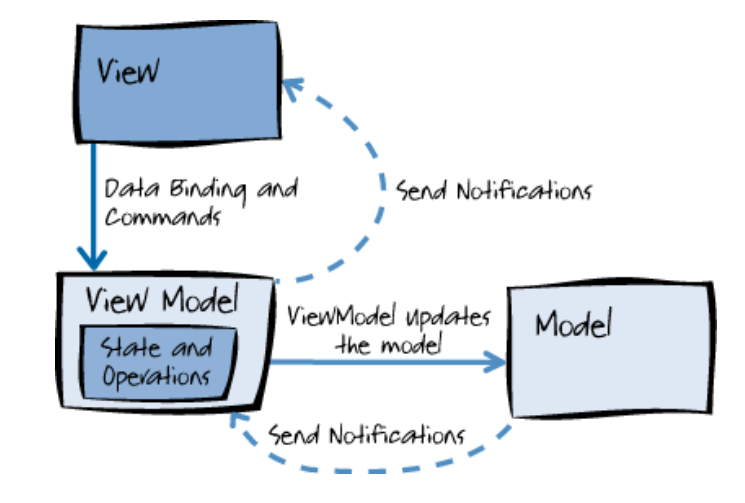 View
Data Binding and
Commands
Send Notifications
View Model
State and
Operations
ViewModel updates
the model
Model
Send Notifications